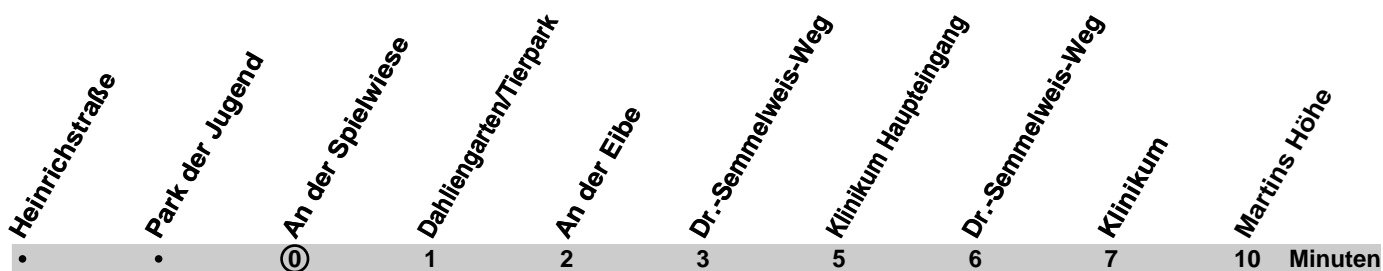 Heinrichstraße
Park der Jugend
An der Spielwiese
Dahliengarten/Tierpark
An der Eibe
Dr.-Semmelweis-Weg
Klinikum Haupteingang
Dr.-Semmelweis-Weg
Klinikum
Martins Höhe
• • 0 1 2 3 5 6 7 10 Minuten